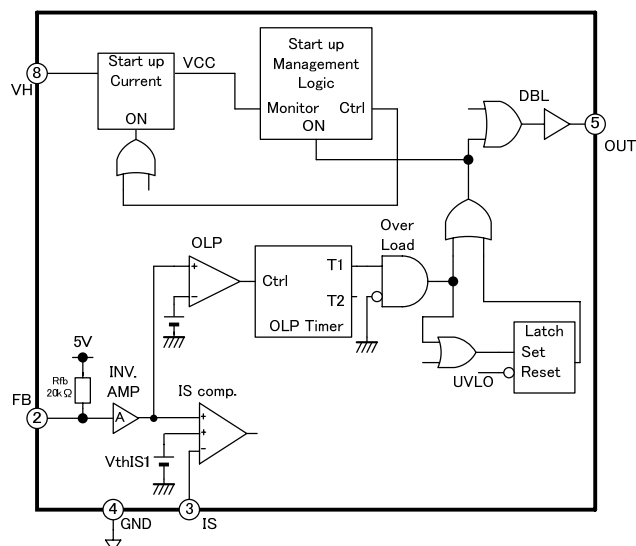 Start up
Current
ON
8
VH
VCC
Start up
Management
Logic
Monitor Ctrl
ON
DBL
5
OUT
OLP
+
−
Ctrl
T1
T2
OLP Timer
Over
Load
5V
Rfb
20kΩ
INV.
AMP
A
FB
2
IS comp.
+
+
−
VthIS1
Latch
Set
Reset
UVLO
4
GND
3
IS